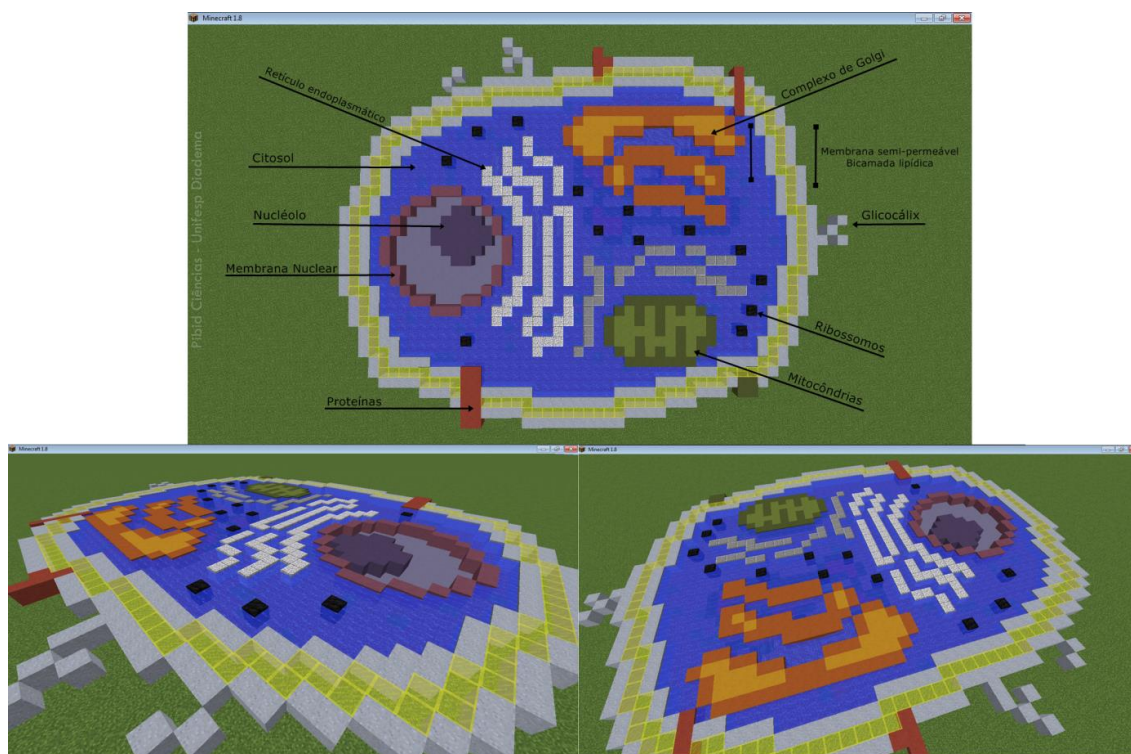 Minecraft 1.8
Retículo endoplasmático
Complexo de Golgi
Citosol
Membrana semi-permeável
Bicamada lipídica
Nucléolo
Glicocálix
Membrana Nuclear
Ribossomos
Mitocôndrias
Proteínas
Pibid Ciências - Unifesp Diadema
Minecraft 1.8
Minecraft 1.8